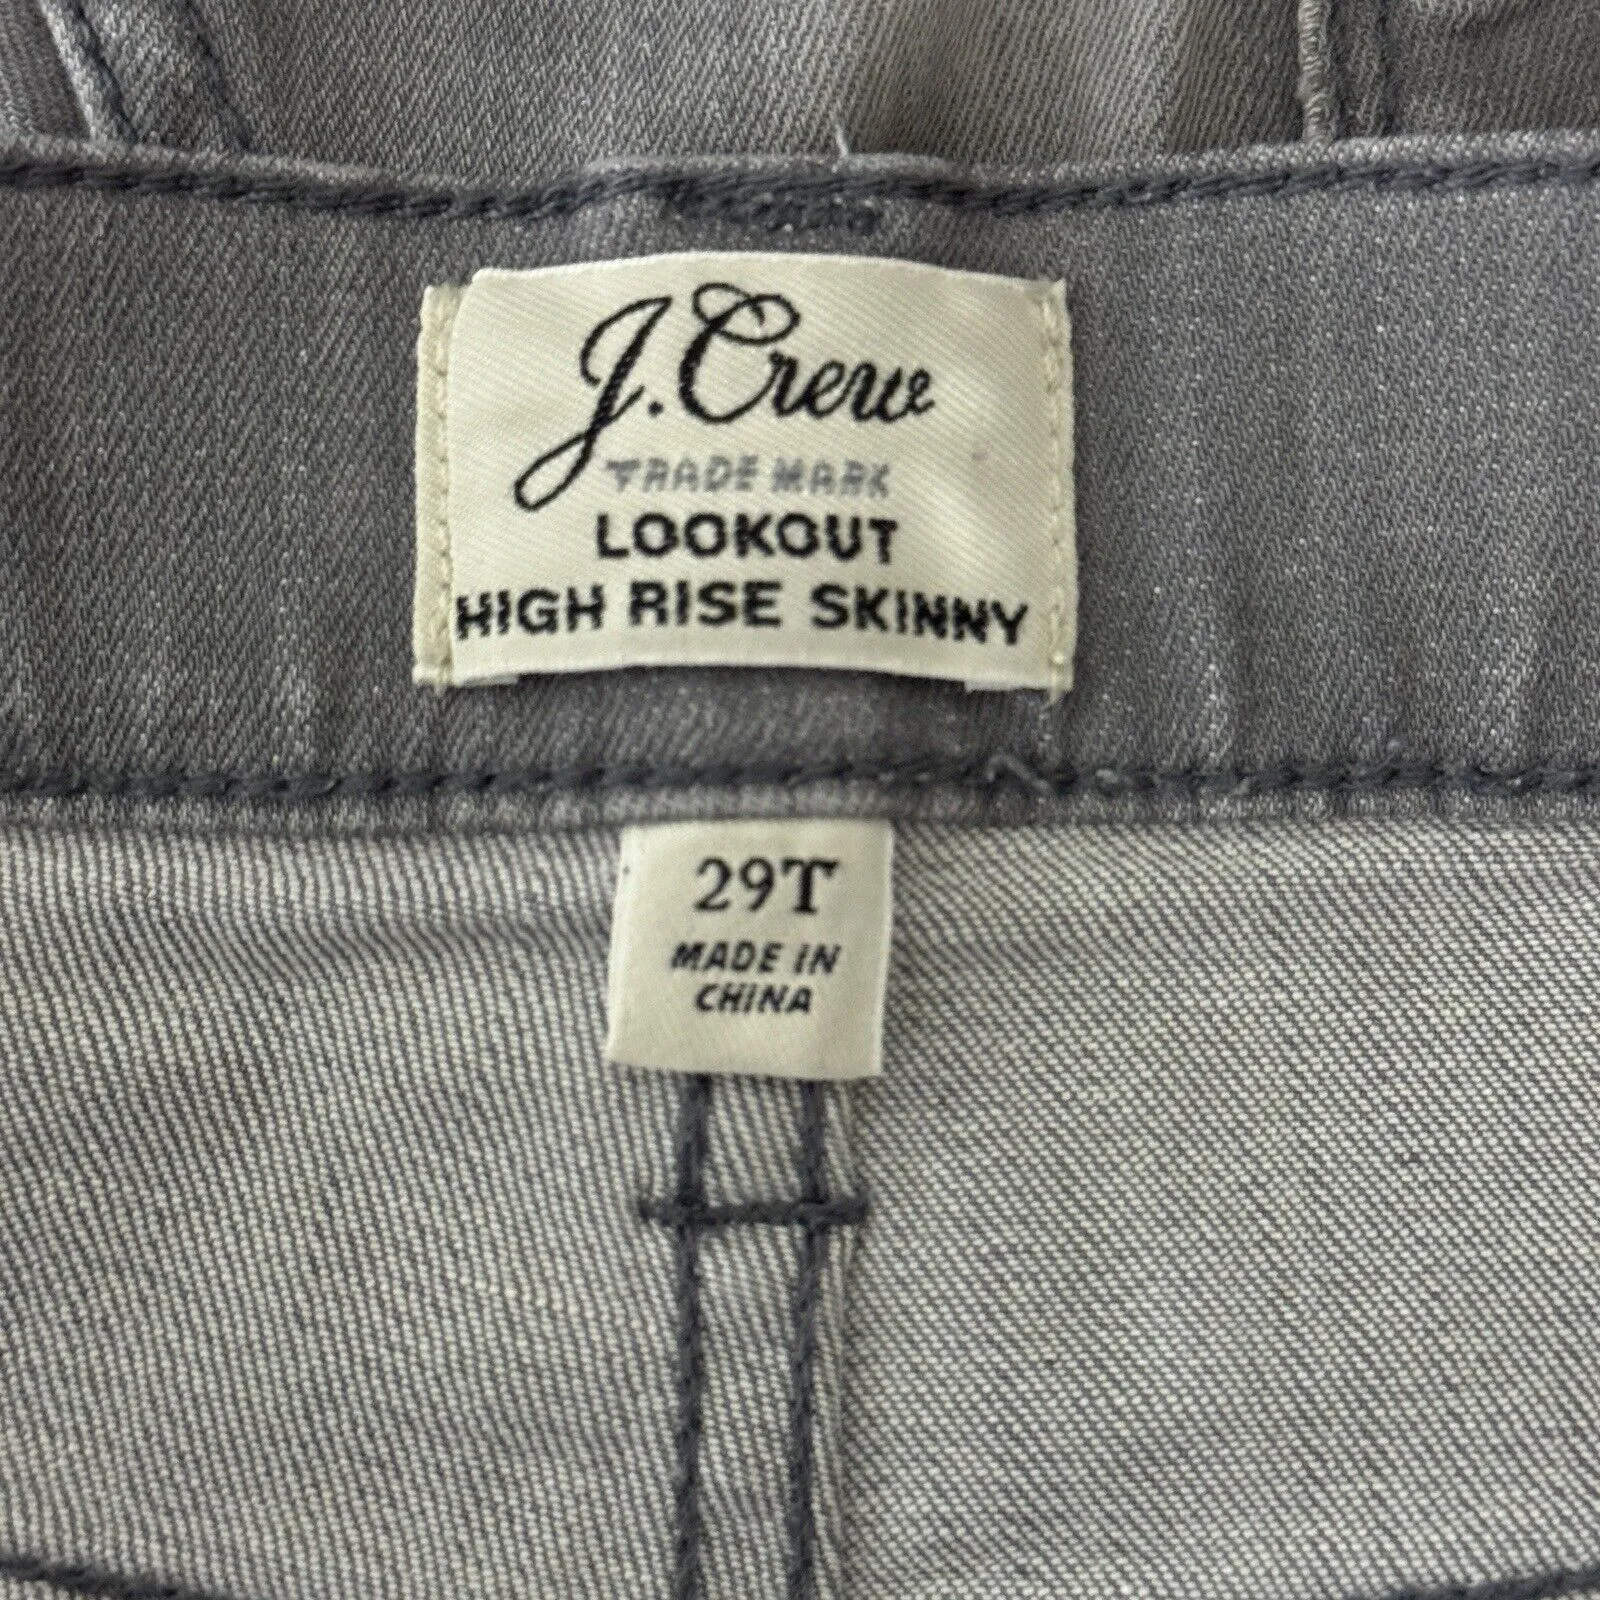 J.Crew
TRADE MARK
LOOKOUT
HIGH RISE SKINNY
29T
MADE IN
CHINA